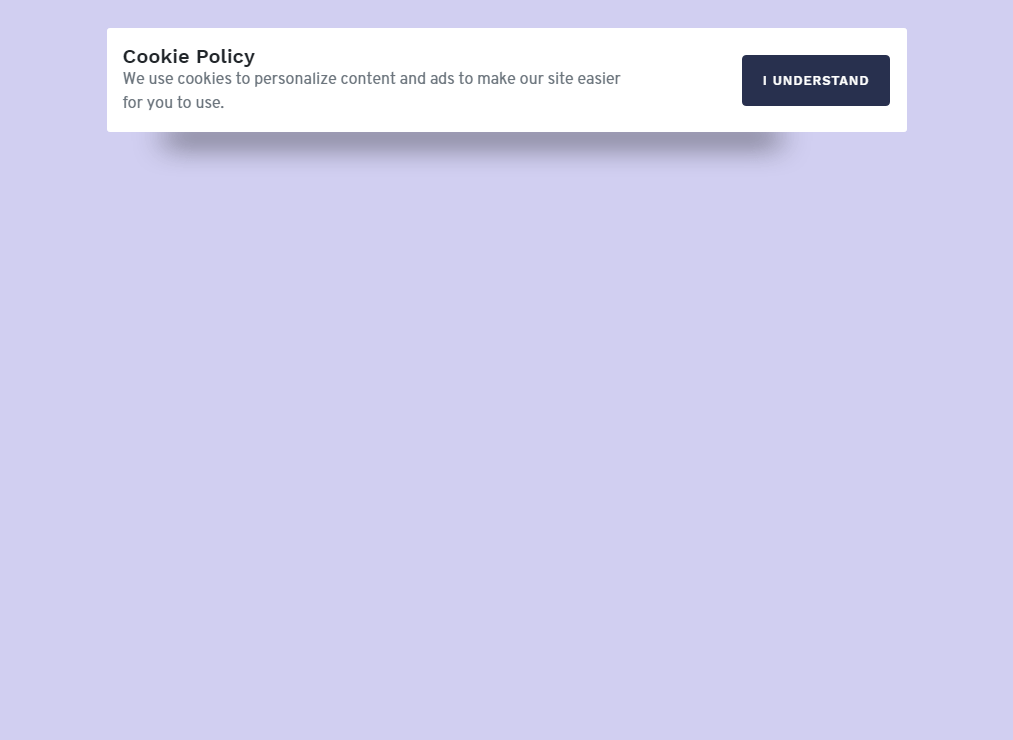 Cookie Policy
We use cookies to personalize content and ads to make our site easier
for you to use.
I UNDERSTAND